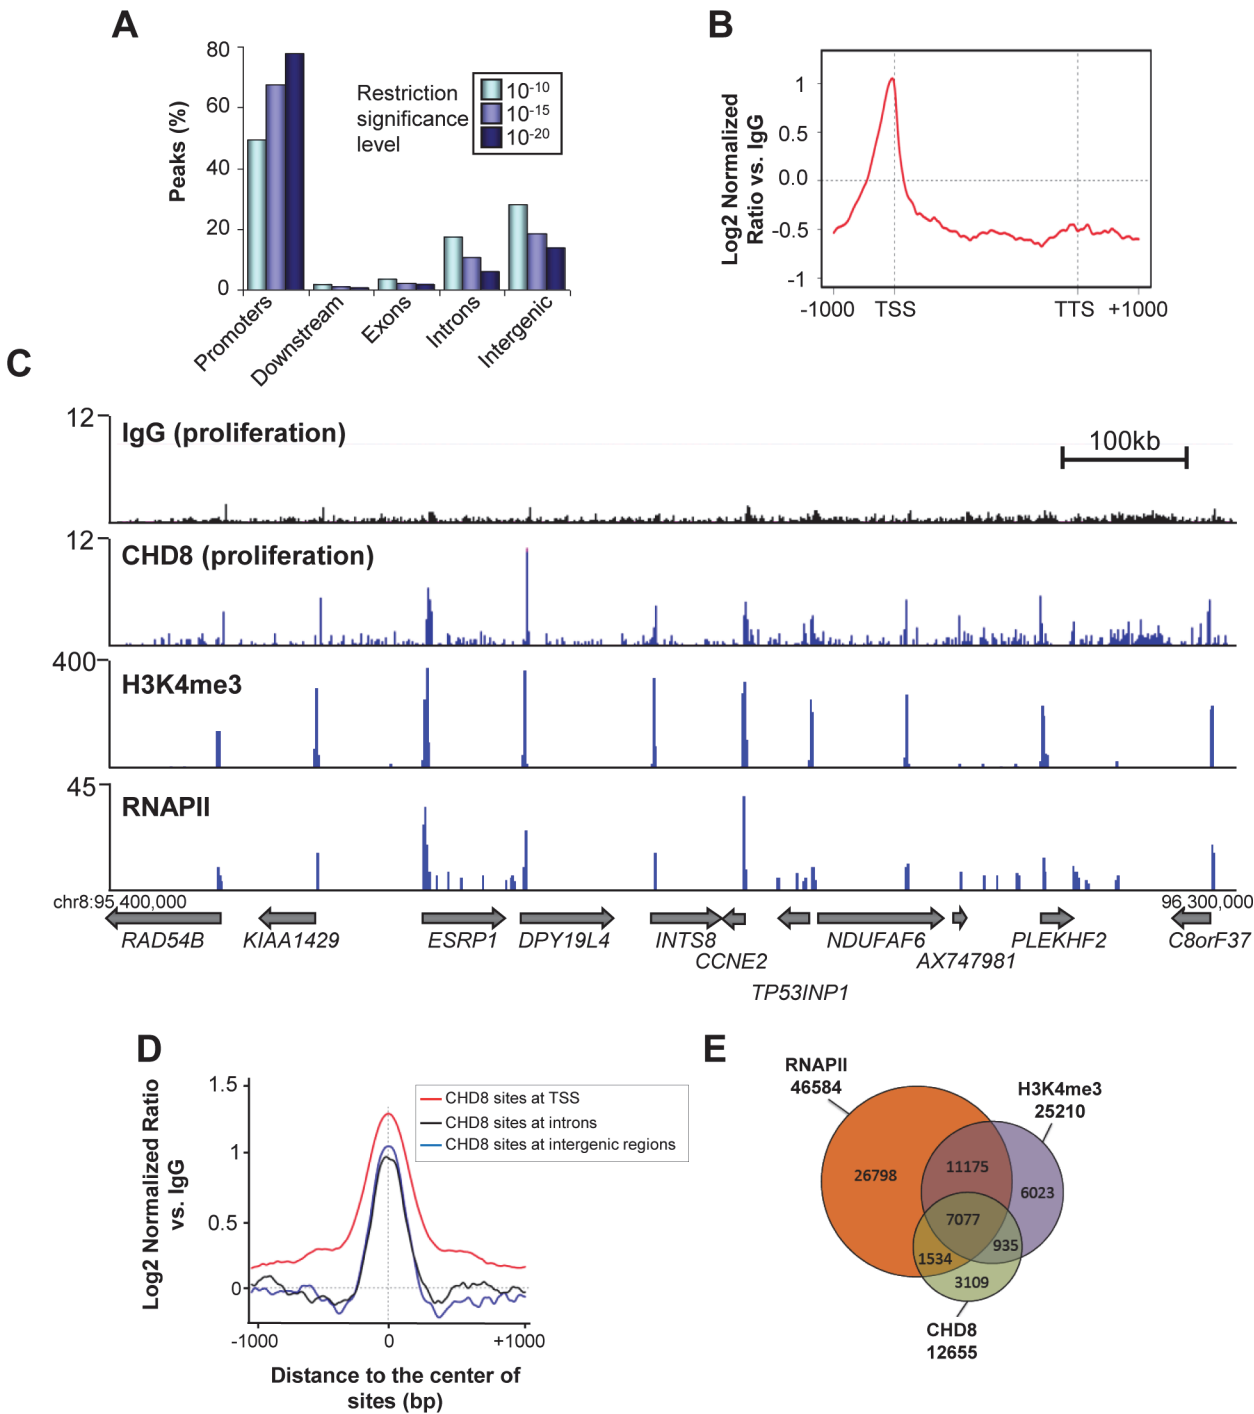 A
Peaks (%)
80
60
40
20
0
Restriction
significance
level
10-10
10-15
10-20
Promoters
Downstream
Exons
Introns
Intergenic
B
Log2 Normalized
Ratio vs. IgG
1
0.5
0.0
-0.5
-1
-1000 TSS TTS +1000
C
12
IgG (proliferation)
100kb
12
CHD8 (proliferation)
400
H3K4me3
45
RNAPII
chr8:95,400,000 96,300,000
RAD54B KIAA1429 ESRP1 DPY19L4 INTS8 NDUFAF6 PLEKHF2 C8orF37
CCNE2 AX747981
TP53INP1
D
Log2 Normalized Ratio
vs. IgG
1.5
1
0.5
0
CHD8 sites at TSS
CHD8 sites at introns
CHD8 sites at intergenic regions
-1000 0 +1000
Distance to the center of
sites (bp)
E
RNAPII
46584
H3K4me3
25210
26798
11175
6023
7077
935
1534
3109
CHD8
12655